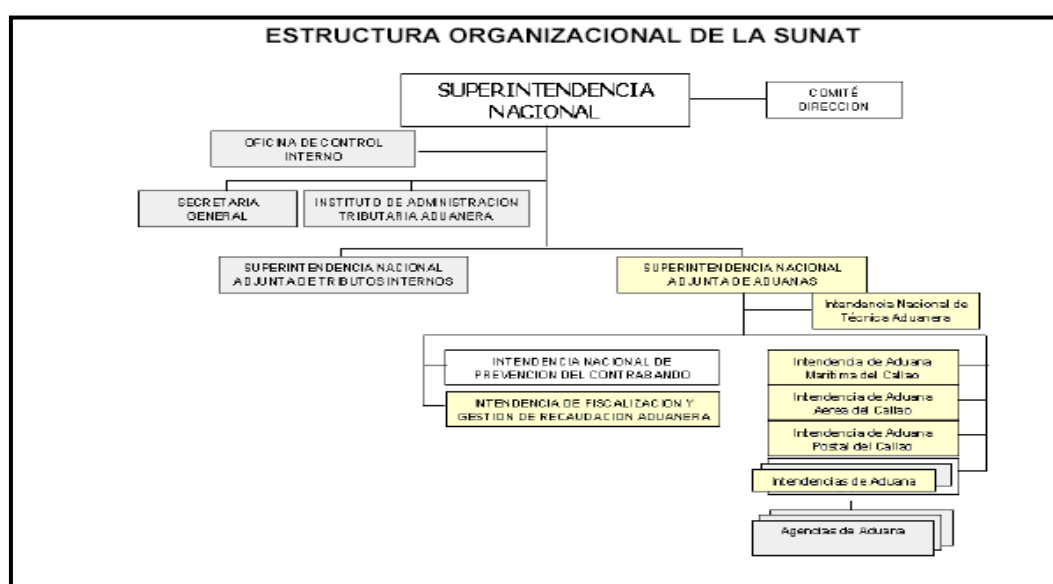 ESTRUCTURA ORGANIZACIONAL DE LA SUNAT
SUPERINTENDENCIA
NACIONAL
COMITÉ
DIRECCION
OFICINA DE CONTROL
INTERNO
SECRETARIA
GENERAL
INSTITUTO DE ADMINISTRACION
TRIBUTARIA ADUANERA
SUPERINTENDENCIA NACIONAL
ADJUNTA DE TRIBUTOS INTERNOS
SUPERINTENDENCIA NACIONAL
ADJUNTA DE ADUANAS
Intendencia Nacional de
Técnica Aduanera
INTENDENCIA NACIONAL DE
PREVENCION DEL CONTRABANDO
INTENDENCIA DE FISCALIZACION Y
GESTION DE RECAUDACION ADUANERA
Intendencia de Aduana
Marítima del Callao
Intendencia de Aduana
Aerea del Callao
Intendencia de Aduana
Postal del Callao
Intendencias de Aduana
Agencias de Aduana